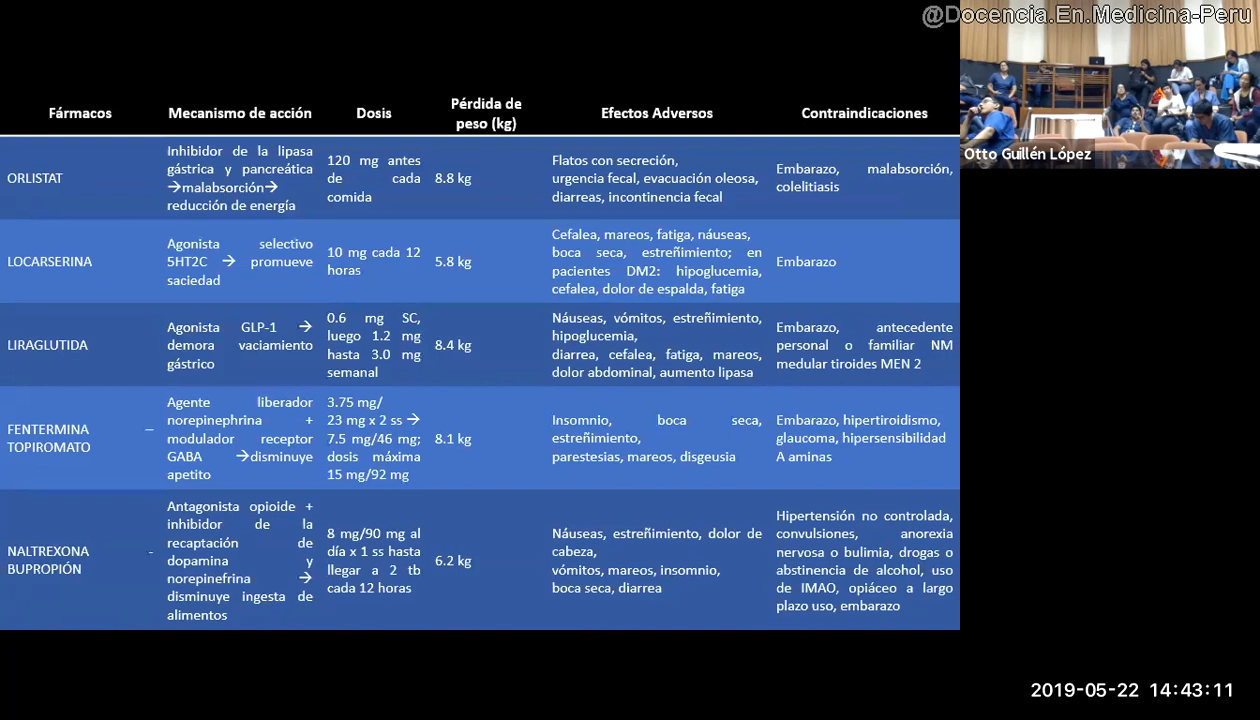 @Docencia.En.Medicina-Peru
Otto Guillén López
Fármacos
Mecanismo de acción
Dosis
Pérdida de
peso (kg)
Efectos Adversos
Contraindicaciones
ORLISTAT
Inhibidor de la lipasa
gástrica y pancreática
→malabsorción→
reducción de energía
120 mg antes
de cada
comida
8.8 kg
Flatos con secreción,
urgencia fecal, evacuación oleosa,
diarreas, incontinencia fecal
Embarazo, malabsorción,
colelitiasis
LOCARSERINA
Agonista selectivo
5HT2C → promueve
saciedad
10 mg cada 12
horas
5.8 kg
Cefalea, mareos, fatiga, náuseas,
boca seca, estreñimiento; en
pacientes DM2: hipoglucemia,
cefalea, dolor de espalda, fatiga
Embarazo
LIRAGLUTIDA
Agonista GLP-1 →
demora vaciamiento
gástrico
0.6 mg SC,
luego 1.2 mg
hasta 3.0 mg
semanal
8.4 kg
Náuseas, vómitos, estreñimiento,
hipoglucemia,
diarrea, cefalea, fatiga, mareos,
dolor abdominal, aumento lipasa
Embarazo, antecedente
personal o familiar NM
medular tiroides MEN 2
FENTERMINA –
TOPIROMATO
Agente liberador
norepinephrina +
modulador receptor
GABA →disminuye
apetito
3.75 mg/
23 mg x 2 ss →
7.5 mg/46 mg;
dosis máxima
15 mg/92 mg
8.1 kg
Insomnio, boca seca,
estreñimiento,
parestesias, mareos, disgeusia
Embarazo, hipertiroidismo,
glaucoma, hipersensibilidad
A aminas
NALTREXONA -
BUPROPIÓN
Antagonista opioide +
inhibidor de la
recaptación de
dopamina y
norepinefrina →
disminuye ingesta de
alimentos
8 mg/90 mg al
día x 1 ss hasta
llegar a 2 tb
cada 12 horas
6.2 kg
Náuseas, estreñimiento, dolor de
cabeza,
vómitos, mareos, insomnio,
boca seca, diarrea
Hipertensión no controlada,
convulsiones, anorexia
nervosa o bulimia, drogas o
abstinencia de alcohol, uso
de IMAO, opiáceo a largo
plazo uso, embarazo
2019-05-22 14:43:11